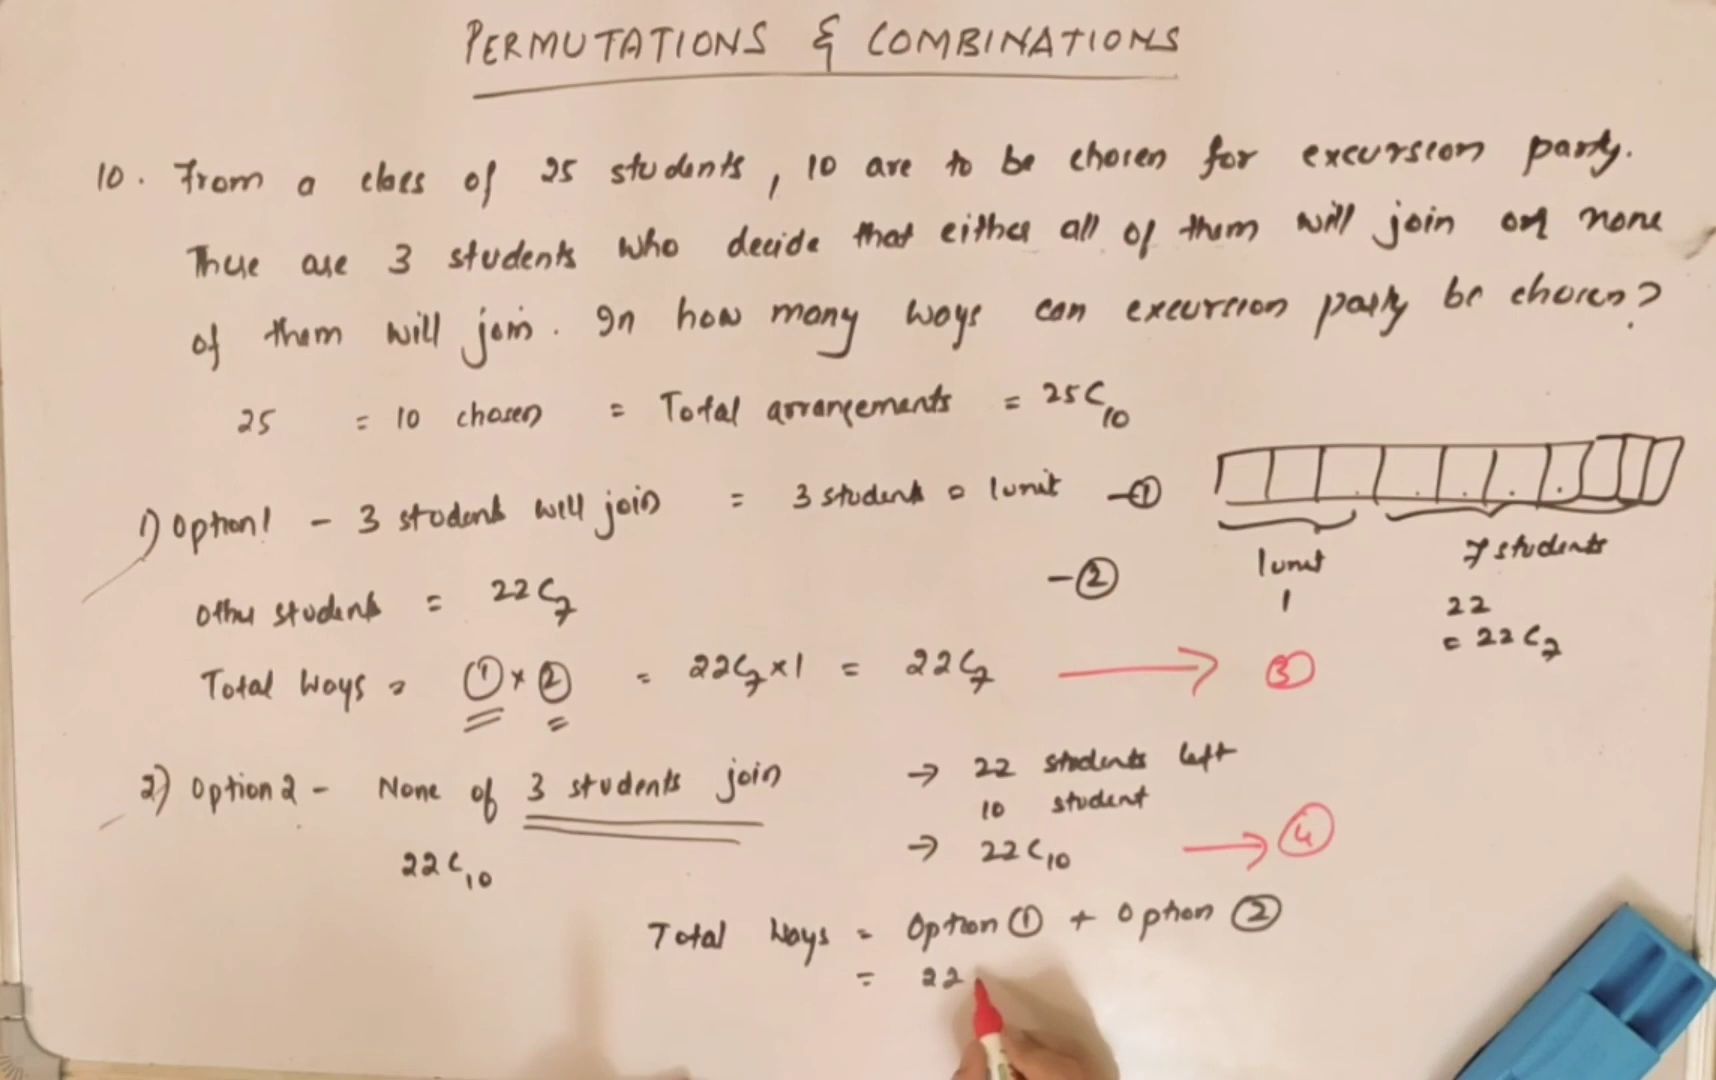 PERMUTATIONS & COMBINATIONS
10. From a class of 25 students, 10 are to be chosen for excursion party.
There are 3 students who decide that either all of them will join or none
of them will join. In how many ways can excursion party be chosen?
25 = 10 chosen = Total arrangements = 25C10
1) Option 1 - 3 students will join = 3 student = 1 unit - ①
1 unit 7 students
Other students = 22C7 - ②
1 22
= 22C7
Total Ways = ① × ② = 22C7 × 1 = 22C7 → ③
2) Option 2 - None of 3 students join → 22 students left
10 student
22C10 → 22C10 → ④
Total Ways = Option ① + Option ②
= 22